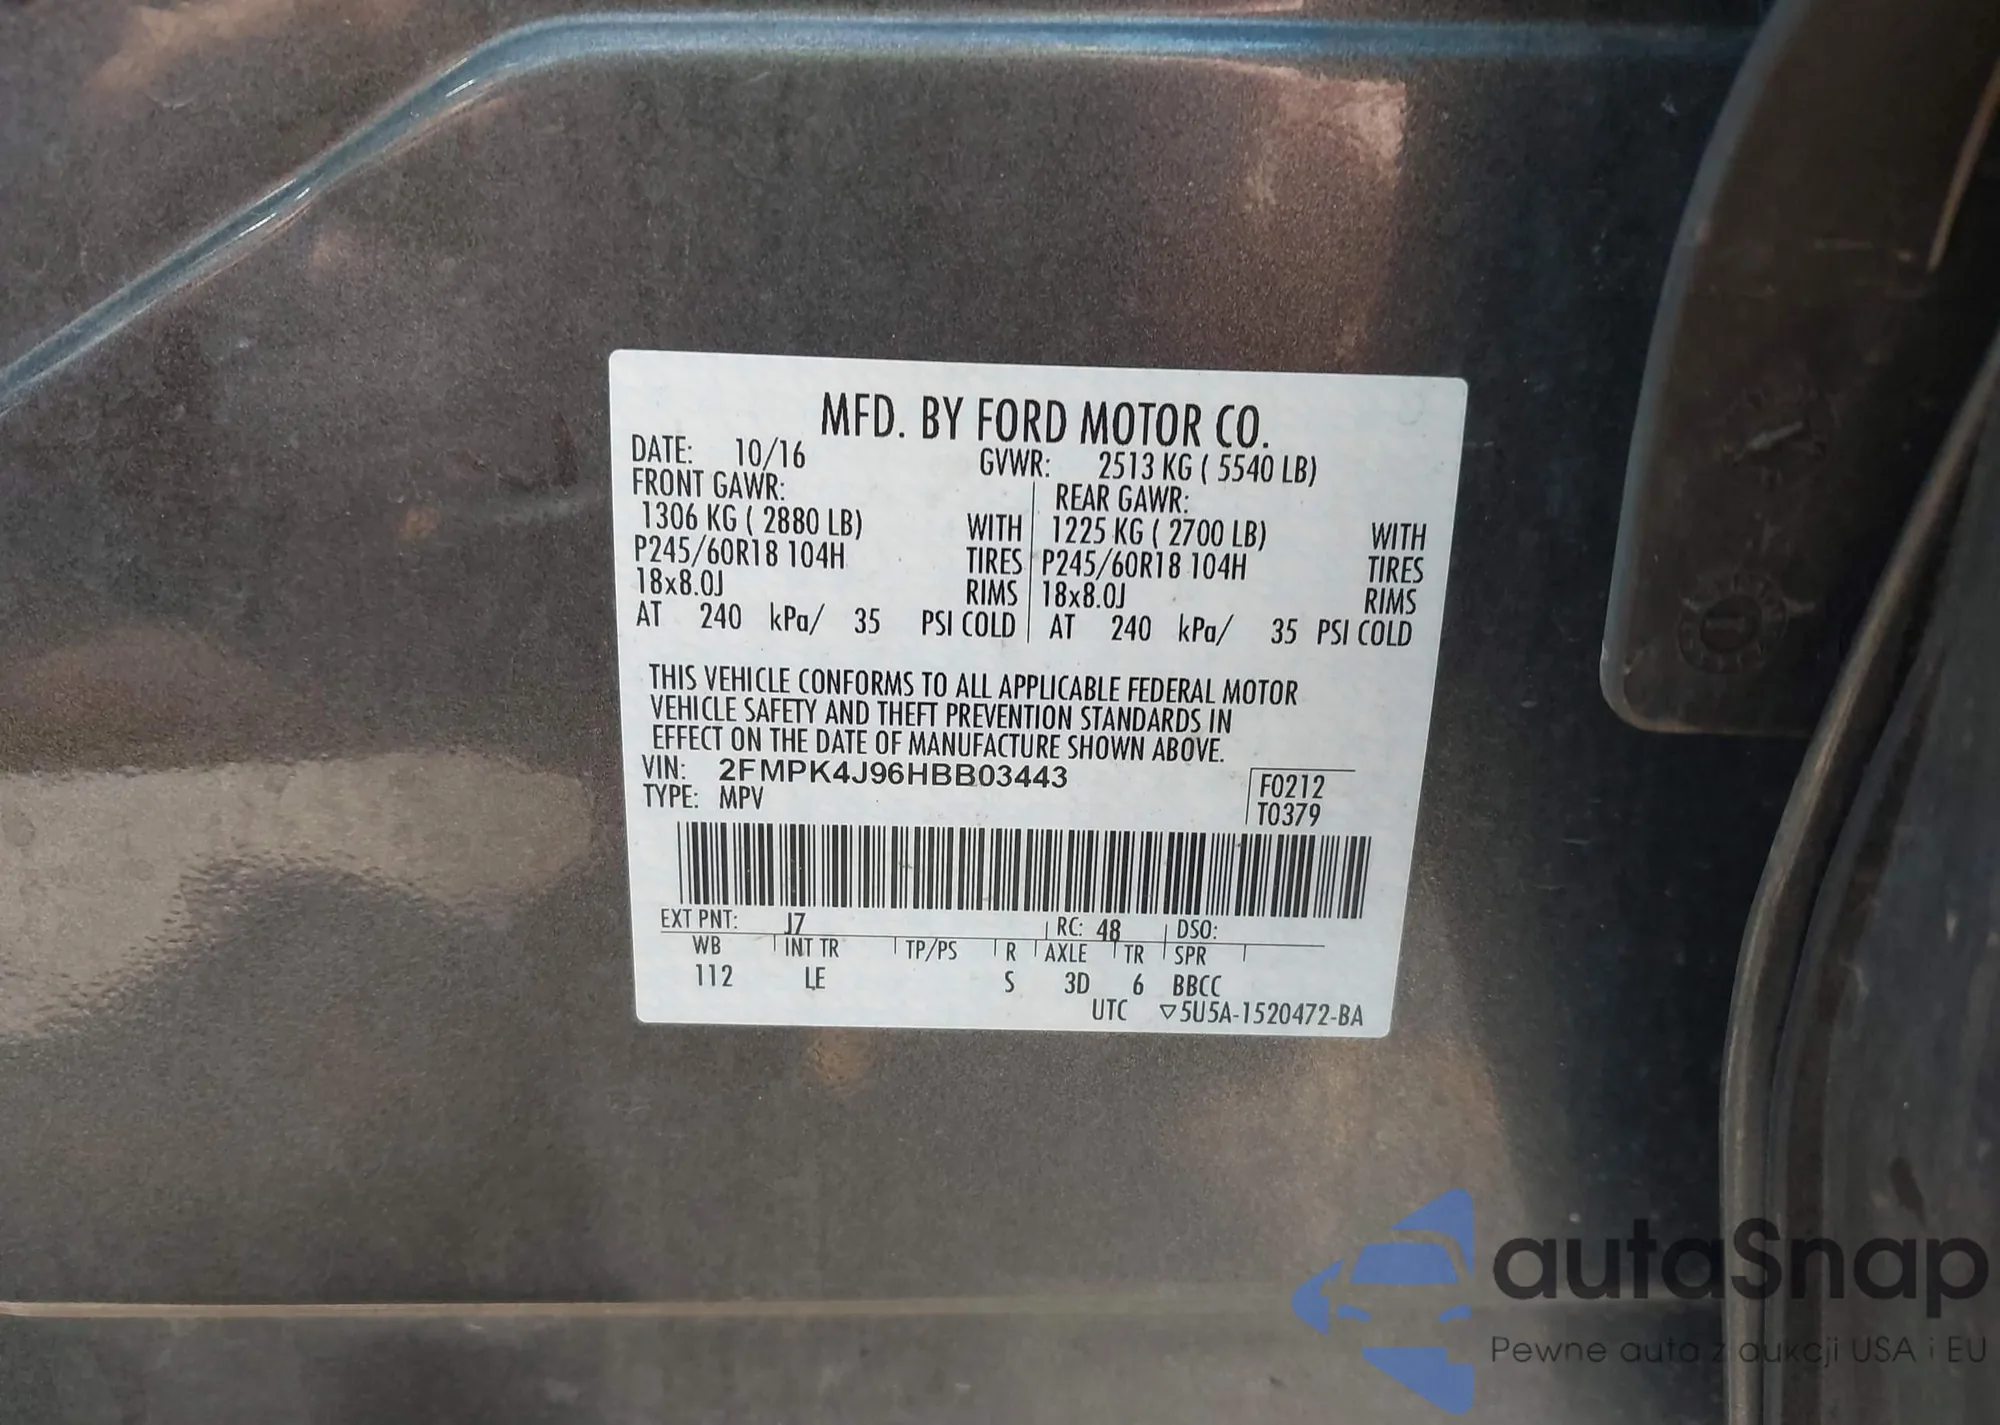 MFD. BY FORD MOTOR CO.
DATE: 10/16 GVWR: 2513 KG ( 5540 LB)
FRONT GAWR: REAR GAWR:
1306 KG ( 2880 LB) WITH 1225 KG ( 2700 LB) WITH
P245/60R18 104H TIRES P245/60R18 104H TIRES
18x8.0J RIMS 18x8.0J RIMS
AT 240 kPa/ 35 PSI COLD AT 240 kPa/ 35 PSI COLD
THIS VEHICLE CONFORMS TO ALL APPLICABLE FEDERAL MOTOR
VEHICLE SAFETY AND THEFT PREVENTION STANDARDS IN
EFFECT ON THE DATE OF MANUFACTURE SHOWN ABOVE.
VIN: 2FMPK4J96HBB03443
TYPE: MPV
F0212
T0379
EXT PNT: J7 RC: 48 DSO:
WB INT TR TP/PS R AXLE TR SPR
112 LE S 3D 6 BBCC
UTC ▽5U5A-1520472-BA
autaSnap
Pewne auta z aukcji USA i EU